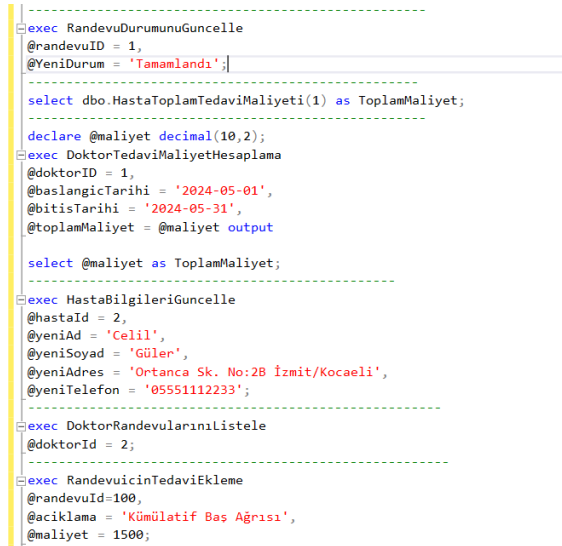 --------------------------------------------------
exec RandevuDurumunuGuncelle
@randevuID = 1,
@YeniDurum = 'Tamamlandı';
-------------------------------------------------
select dbo.HastaToplamTedaviMaliyeti(1) as ToplamMaliyet;
--------------------------------------------------
declare @maliyet decimal(10,2);
exec DoktorTedaviMaliyetHesaplama
@doktorID = 1,
@baslangicTarihi = '2024-05-01',
@bitisTarihi = '2024-05-31',
@toplamMaliyet = @maliyet output
select @maliyet as ToplamMaliyet;
----------------------------------------------
exec HastaBilgileriGuncelle
@hastaId = 2,
@yeniAd = 'Celil',
@yeniSoyad = 'Güler',
@yeniAdres = 'Ortanca Sk. No:2B İzmit/Kocaeli',
@yeniTelefon = '05551112233';
----------------------------------------------------
exec DoktorRandevularınıListele
@doktorId = 2;
-----------------------------------------------------
exec RandevuicinTedaviEkleme
@randevuId=100,
@aciklama = 'Kümülatif Baş Ağrısı',
@maliyet = 1500;